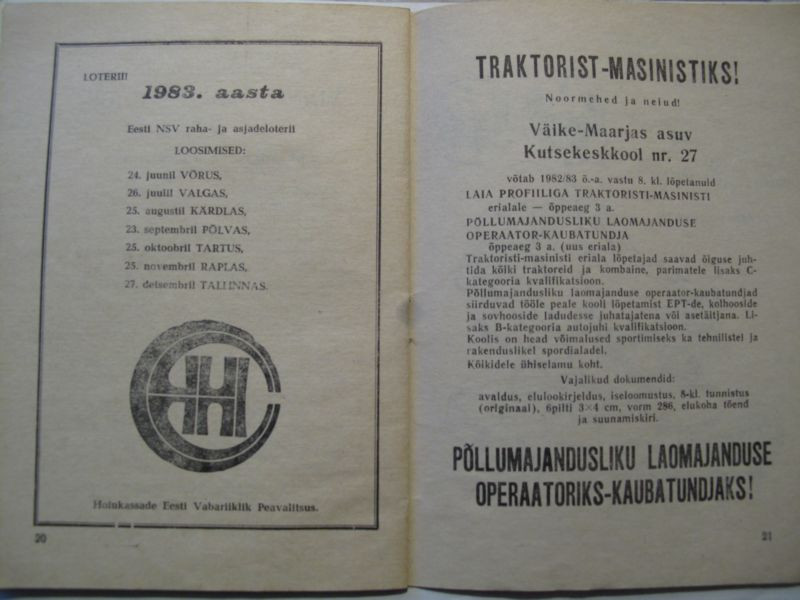 LOTERII!
1983. aasta
Eesti NSV raha- ja asjadeloterii
LOOSIMISED:
24. juunil VÕRUS,
26. juulil VALGAS,
25. augustil KÄRDLAS,
23. septembril PÕLVAS,
25. oktoobril TARTUS,
25. novembril RAPLAS,
27. detsembril TALLINNAS.
Hoiukassade Eesti Vabariiklik Peavalitsus.
20
TRAKTORIST-MASINISTIKS!
Noormehed ja neiud!
Väike-Maarjas asuv
Kutsekeskkool nr. 27
võtab 1982/83 õ.-a. vastu 8. kl. lõpetanuid
LAIA PROFIILIGA TRAKTORISTI-MASINISTI
erialale — õppeaeg 3 a.
PÕLLUMAJANDUSLIKU LAOMAJANDUSE
OPERAATOR-KAUBATUNDJA
õppeaeg 3 a. (uus eriala)
Traktoristi-masinisti eriala lõpetajad saavad õiguse juh-
tida kõiki traktoreid ja kombaine, parimatele lisaks C-
kategooria kvalifikatsioon.
Põllumajandusliku laomajanduse operaator-kaubatundjad
siirduvad tööle peale kooli lõpetamist EPT-de, kolhooside
ja sovhooside ladudesse juhatajatena või asetäitjana. Li-
saks B-kategooria autojuhi kvalifikatsioon.
Koolis on head võimalused sportimiseks ka tehnilistel ja
rakenduslikel spordialadel.
Kõikidele ühiselamu koht.
Vajalikud dokumendid:
avaldus, elulookirjeldus, iseloomustus, 8-kl. tunnistus
(originaal), 6pilti 3×4 cm, vorm 286, elukoha tõend
ja suunamiskiri.
PÕLLUMAJANDUSLIKU LAOMAJANDUSE
OPERAATORIKS-KAUBATUNDJAKS!
21